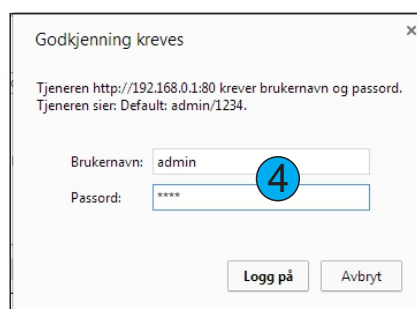 Godkjenning kreves
×
Tjeneren http://192.168.0.1:80 krever brukernavn og passord.
Tjeneren sier: Default: admin/1234.
Brukernavn: admin
4
Passord: ****
Logg på Avbryt